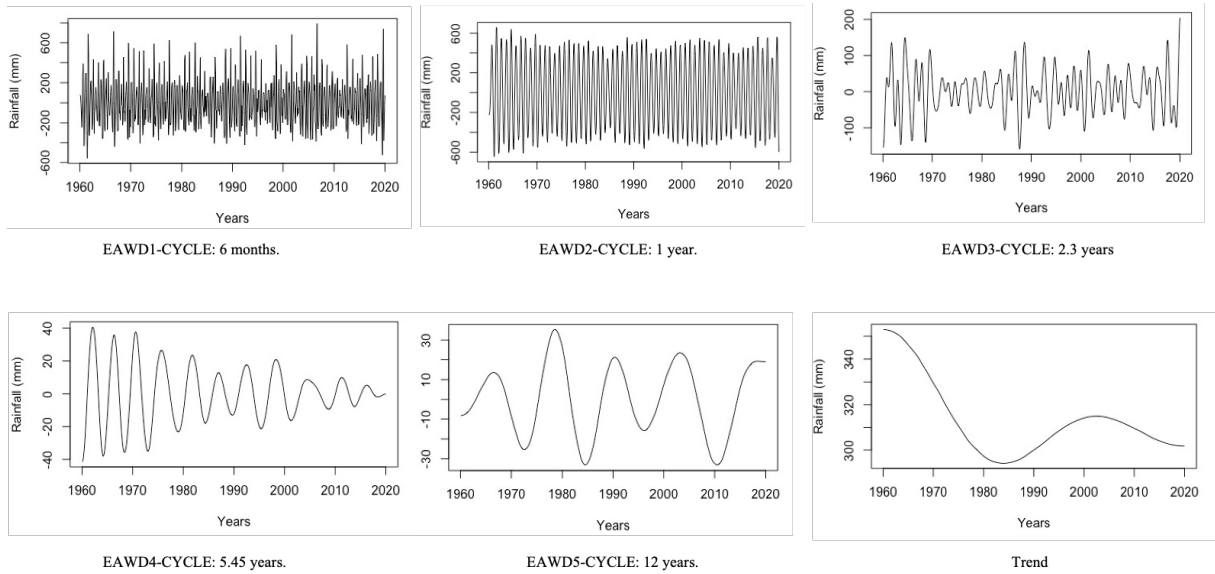 Rainfall (mm)
600
200
-200
-600
1960 1970 1980 1990 2000 2010 2020
Years
EAWD1-CYCLE: 6 months.
Rainfall (mm)
600
200
-200
-600
1960 1970 1980 1990 2000 2010 2020
Years
EAWD2-CYCLE: 1 year.
Rainfall (mm)
200
100
0
-100
1960 1970 1980 1990 2000 2010 2020
Years
EAWD3-CYCLE: 2.3 years
Rainfall (mm)
40
20
0
-20
-40
1960 1970 1980 1990 2000 2010 2020
Years
EAWD4-CYCLE: 5.45 years.
30
10
-10
-30
1960 1970 1980 1990 2000 2010 2020
Years
EAWD5-CYCLE: 12 years.
Rainfall (mm)
340
320
300
1960 1970 1980 1990 2000 2010 2020
Years
Trend